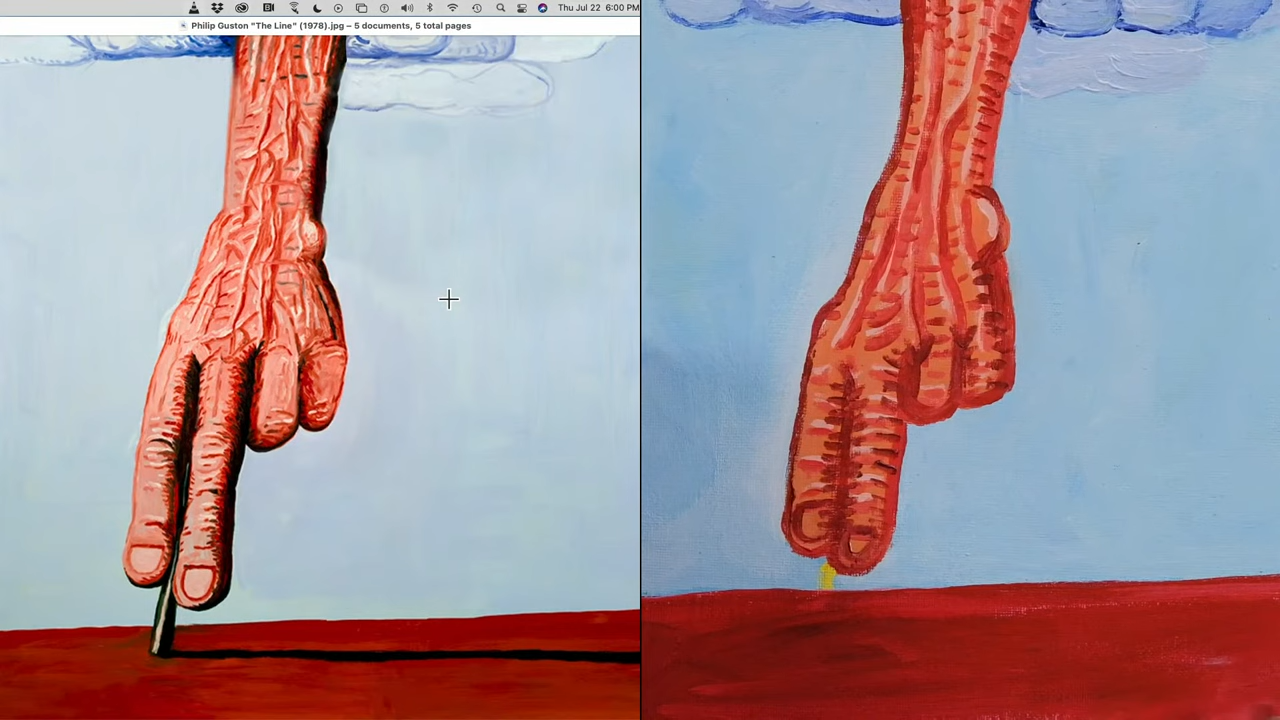 Thu Jul 22 6:00 PM
Philip Guston "The Line" (1978).jpg – 5 documents, 5 total pages